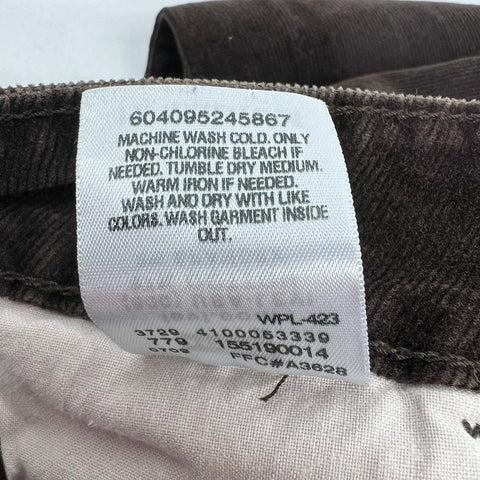 604095245867
MACHINE WASH COLD. ONLY
NON-CHLORINE BLEACH IF
NEEDED. TUMBLE DRY MEDIUM.
WARM IRON IF NEEDED.
WASH AND DRY WITH LIKE
COLORS. WASH GARMENT INSIDE
OUT.
WPL-423
3729 4100053339
779 155190014
0709 FFC#A3628